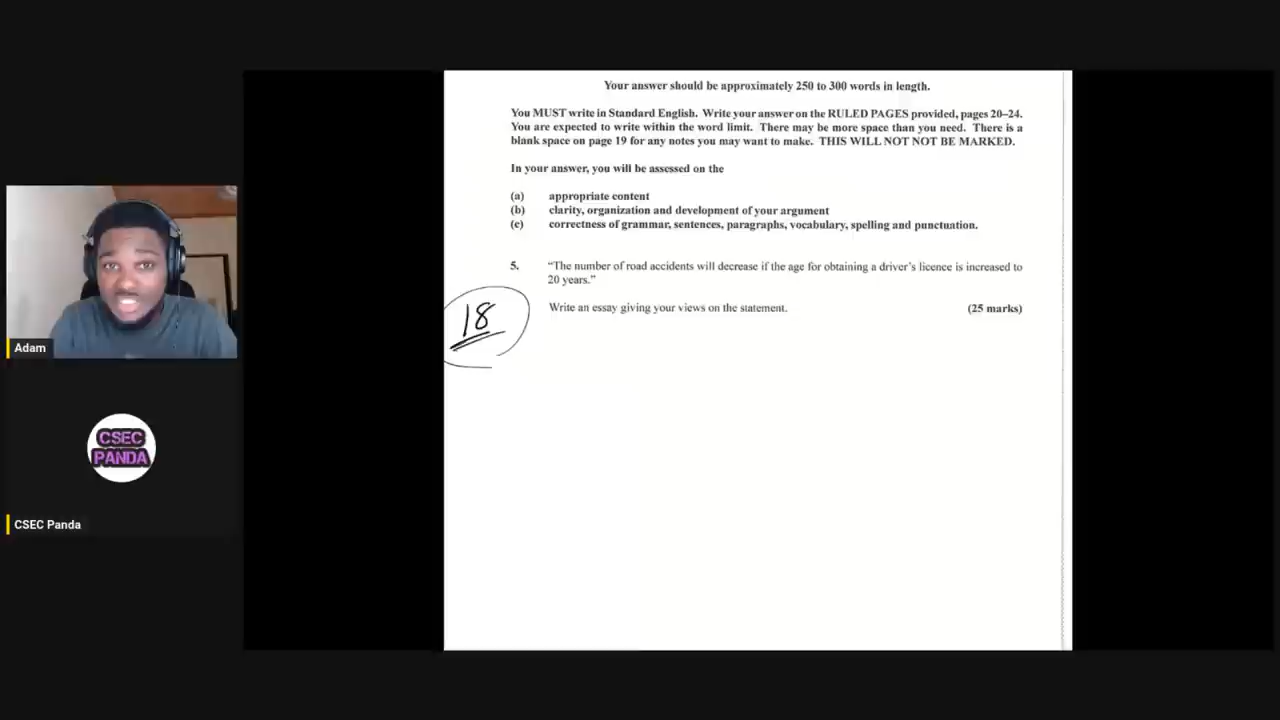 Your answer should be approximately 250 to 300 words in length.
You MUST write in Standard English. Write your answer on the RULED PAGES provided, pages 20–24.
You are expected to write within the word limit. There may be more space than you need. There is a
blank space on page 19 for any notes you may want to make. THIS WILL NOT NOT BE MARKED.
In your answer, you will be assessed on the
(a) appropriate content
(b) clarity, organization and development of your argument
(c) correctness of grammar, sentences, paragraphs, vocabulary, spelling and punctuation.
5. “The number of road accidents will decrease if the age for obtaining a driver’s licence is increased to
20 years.”
18
Write an essay giving your views on the statement. (25 marks)
Adam
CSEC
PANDA
CSEC Panda